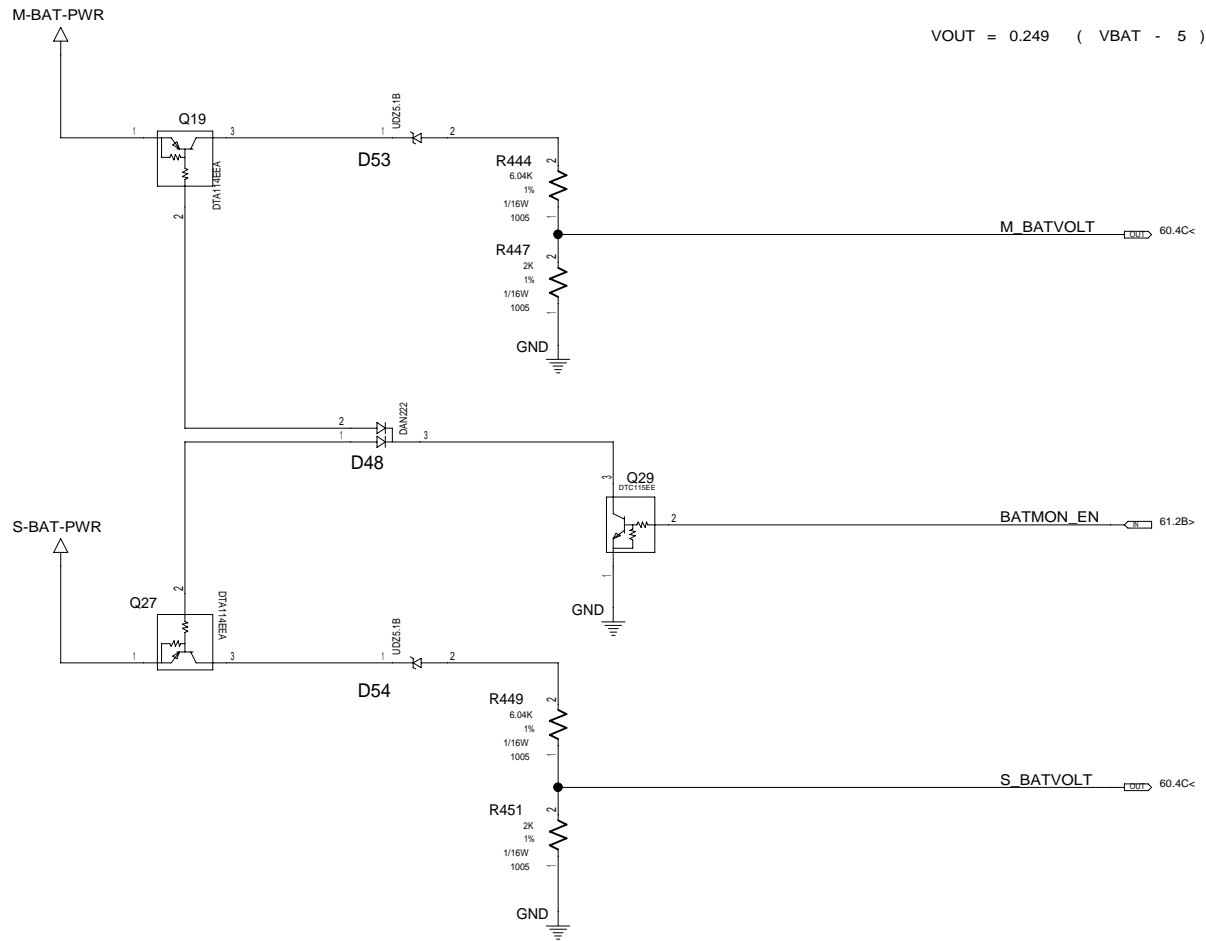 M-BAT-PWR
VOUT = 0.249 ( VBAT - 5 )
Q19
1
3
2
DTA114EEA
UDZ5.1B
1
2
D53
R444
6.04K
1%
1/16W
1005
2
1
M_BATVOLT
OUT
60.4C<
R447
2K
1%
1/16W
1005
2
1
GND
2
1
3
DAN222
D48
3
Q29
DTC115EE
2
1
BATMON_EN
IN
61.2B>
GND
S-BAT-PWR
Q27
2
DTA114EEA
1
3
UDZ5.1B
1
2
D54
R449
6.04K
1%
1/16W
1005
2
1
S_BATVOLT
OUT
60.4C<
R451
2K
1%
1/16W
1005
2
1
GND